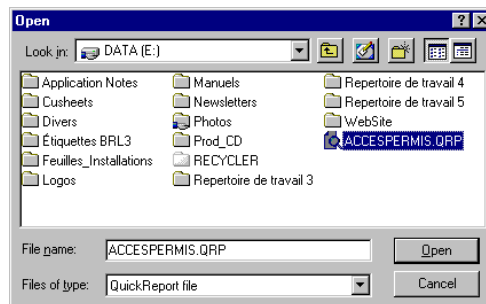 Open
Look in: DATA (E:)
Application Notes Manuels Repertoire de travail 4
Cusheets Newsletters Repertoire de travail 5
Divers Photos WebSite
Étiquettes BRL3 Prod_CD ACCESPERMIS.QRP
Feuilles_Installations RECYCLER
Logos Repertoire de travail 3
File name: ACCESPERMIS.QRP Open
Files of type: QuickReport file Cancel